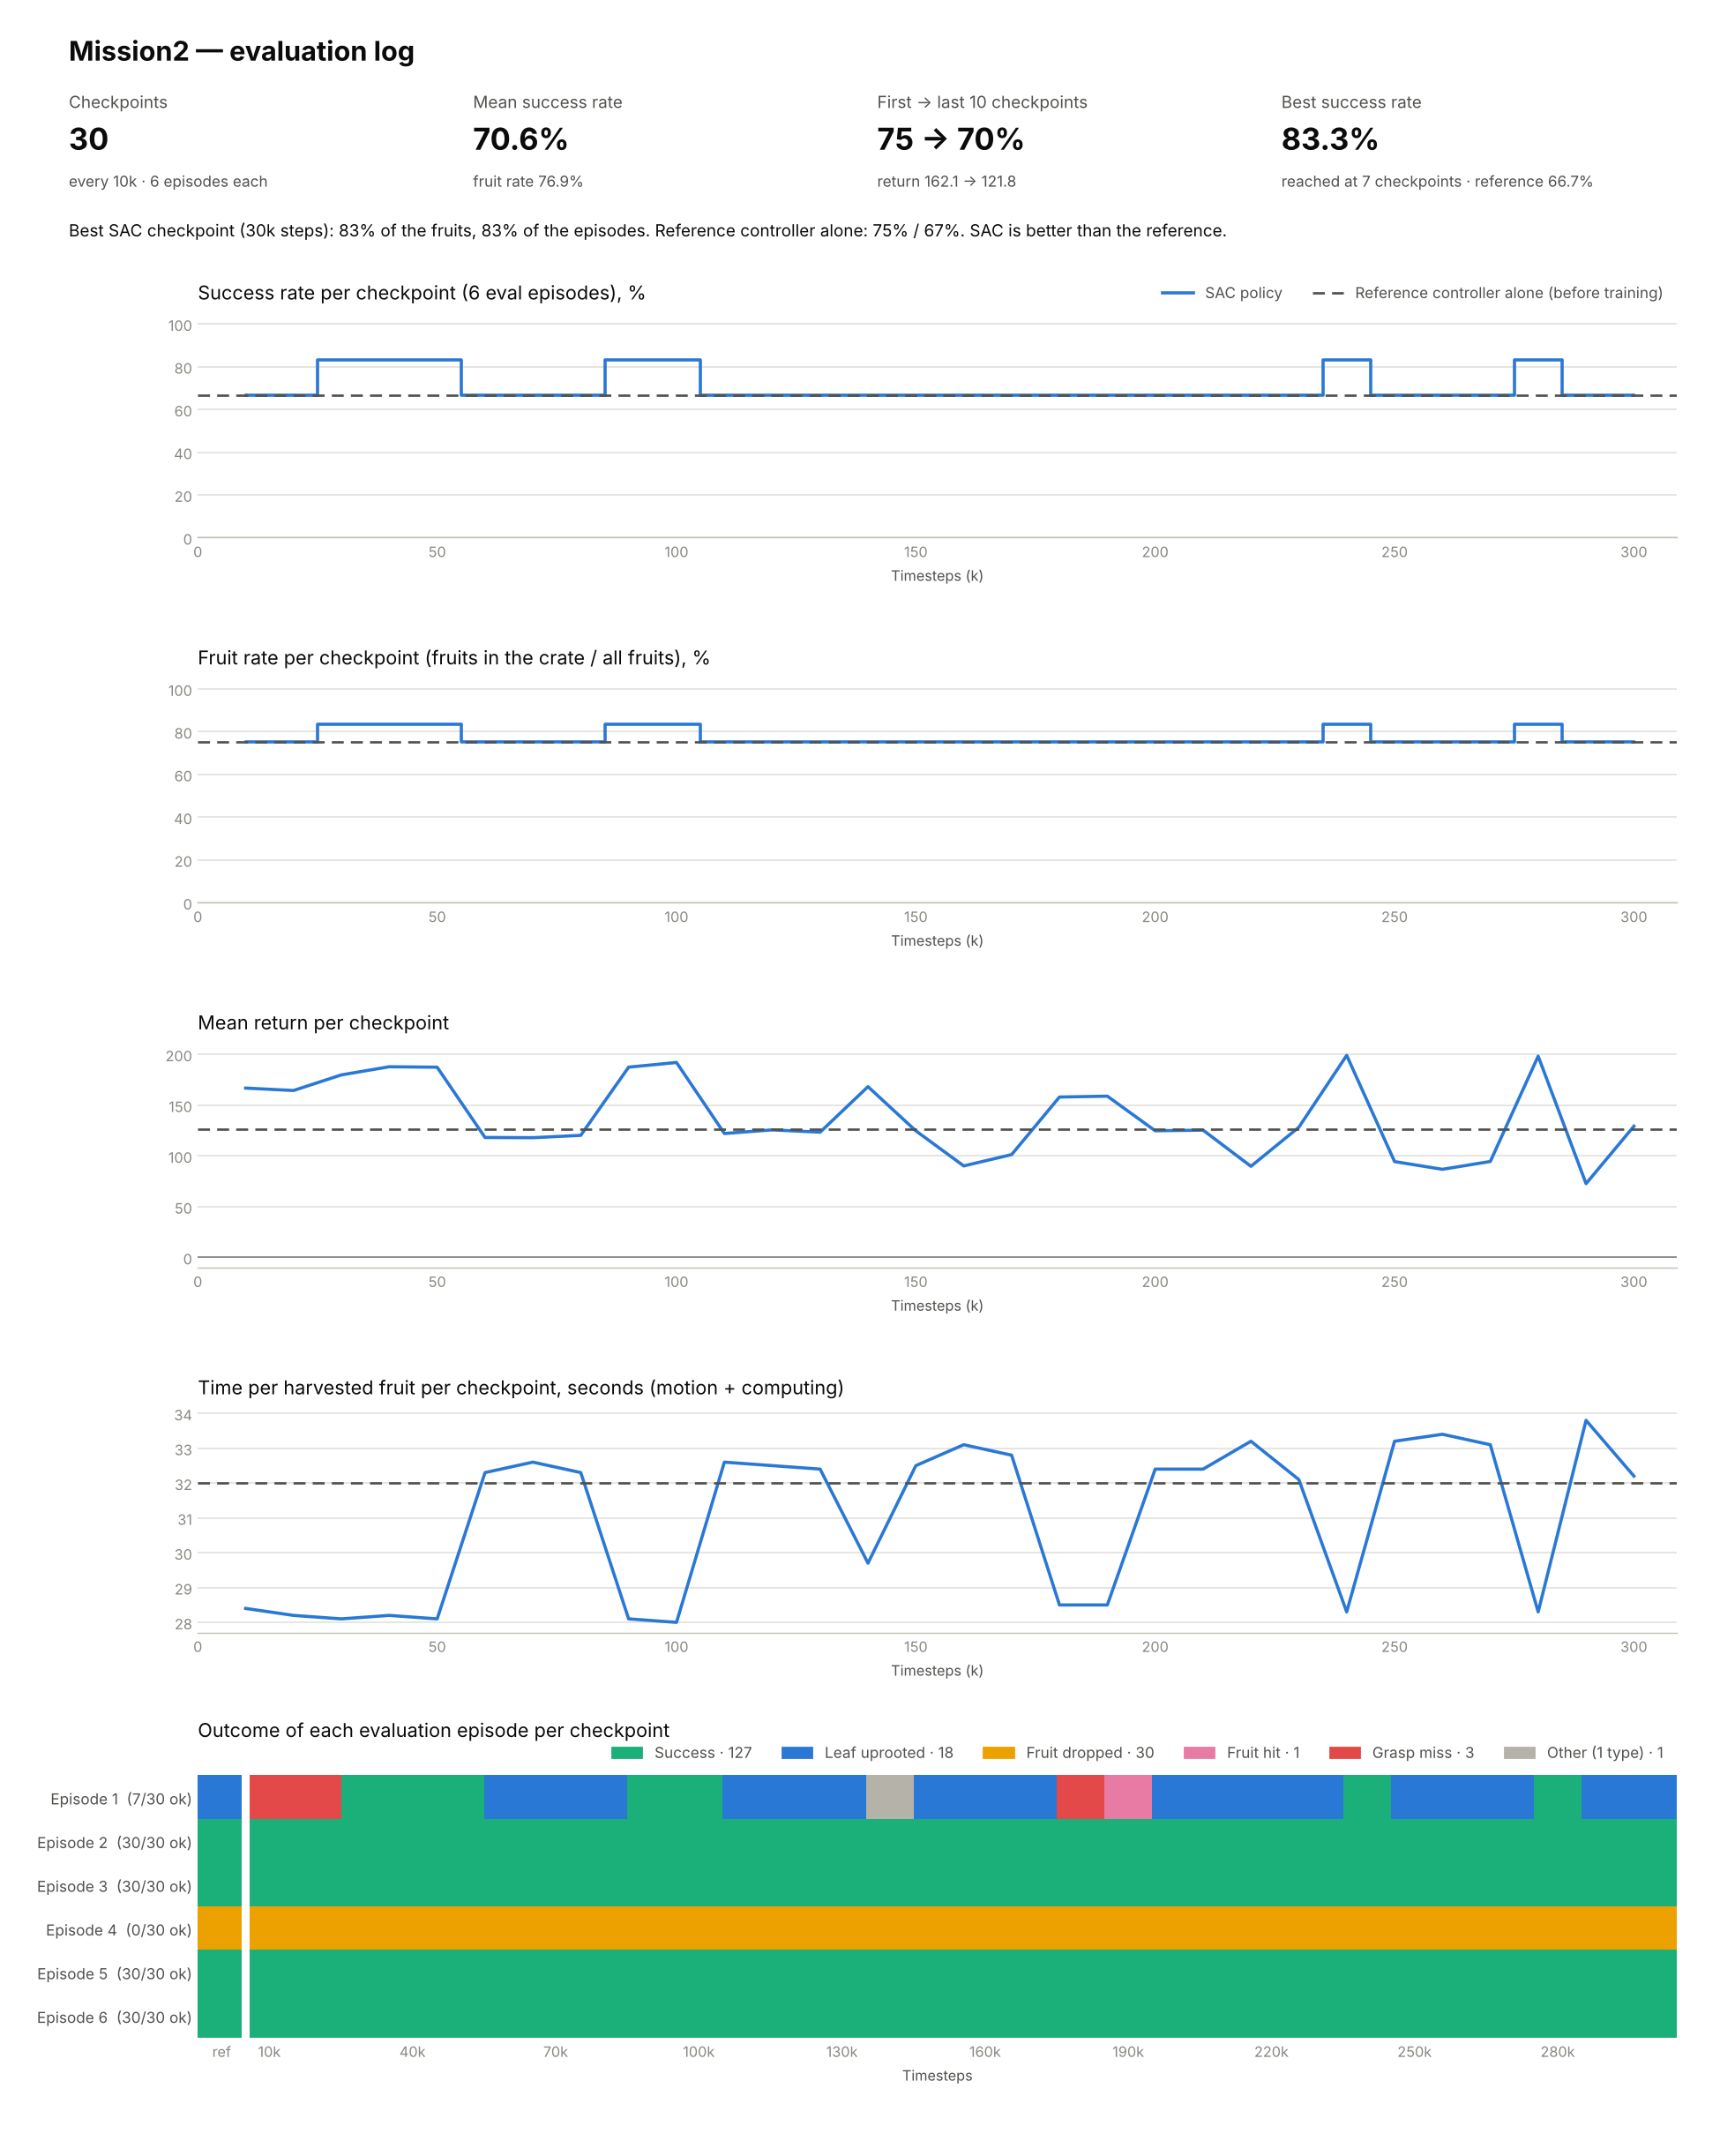 Mission2 — evaluation log
Checkpoints
30
every 10k · 6 episodes each
Mean success rate
70.6%
fruit rate 76.9%
First → last 10 checkpoints
75 → 70%
return 162.1 → 121.8
Best success rate
83.3%
reached at 7 checkpoints · reference 66.7%
Best SAC checkpoint (30k steps): 83% of the fruits, 83% of the episodes. Reference controller alone: 75% / 67%. SAC is better than the reference.
Success rate per checkpoint (6 eval episodes), %
SAC policy
Reference controller alone (before training)
100
80
60
40
20
0
0 50 100 150 200 250 300
Timesteps (k)
Fruit rate per checkpoint (fruits in the crate / all fruits), %
100
80
60
40
20
0
0 50 100 150 200 250 300
Timesteps (k)
Mean return per checkpoint
200
150
100
50
0
0 50 100 150 200 250 300
Timesteps (k)
Time per harvested fruit per checkpoint, seconds (motion + computing)
34
33
32
31
30
29
28
0 50 100 150 200 250 300
Timesteps (k)
Outcome of each evaluation episode per checkpoint
Success · 127
Leaf uprooted · 18
Fruit dropped · 30
Fruit hit · 1
Grasp miss · 3
Other (1 type) · 1
Episode 1 (7/30 ok)
Episode 2 (30/30 ok)
Episode 3 (30/30 ok)
Episode 4 (0/30 ok)
Episode 5 (30/30 ok)
Episode 6 (30/30 ok)
ref 10k 40k 70k 100k 130k 160k 190k 220k 250k 280k
Timesteps